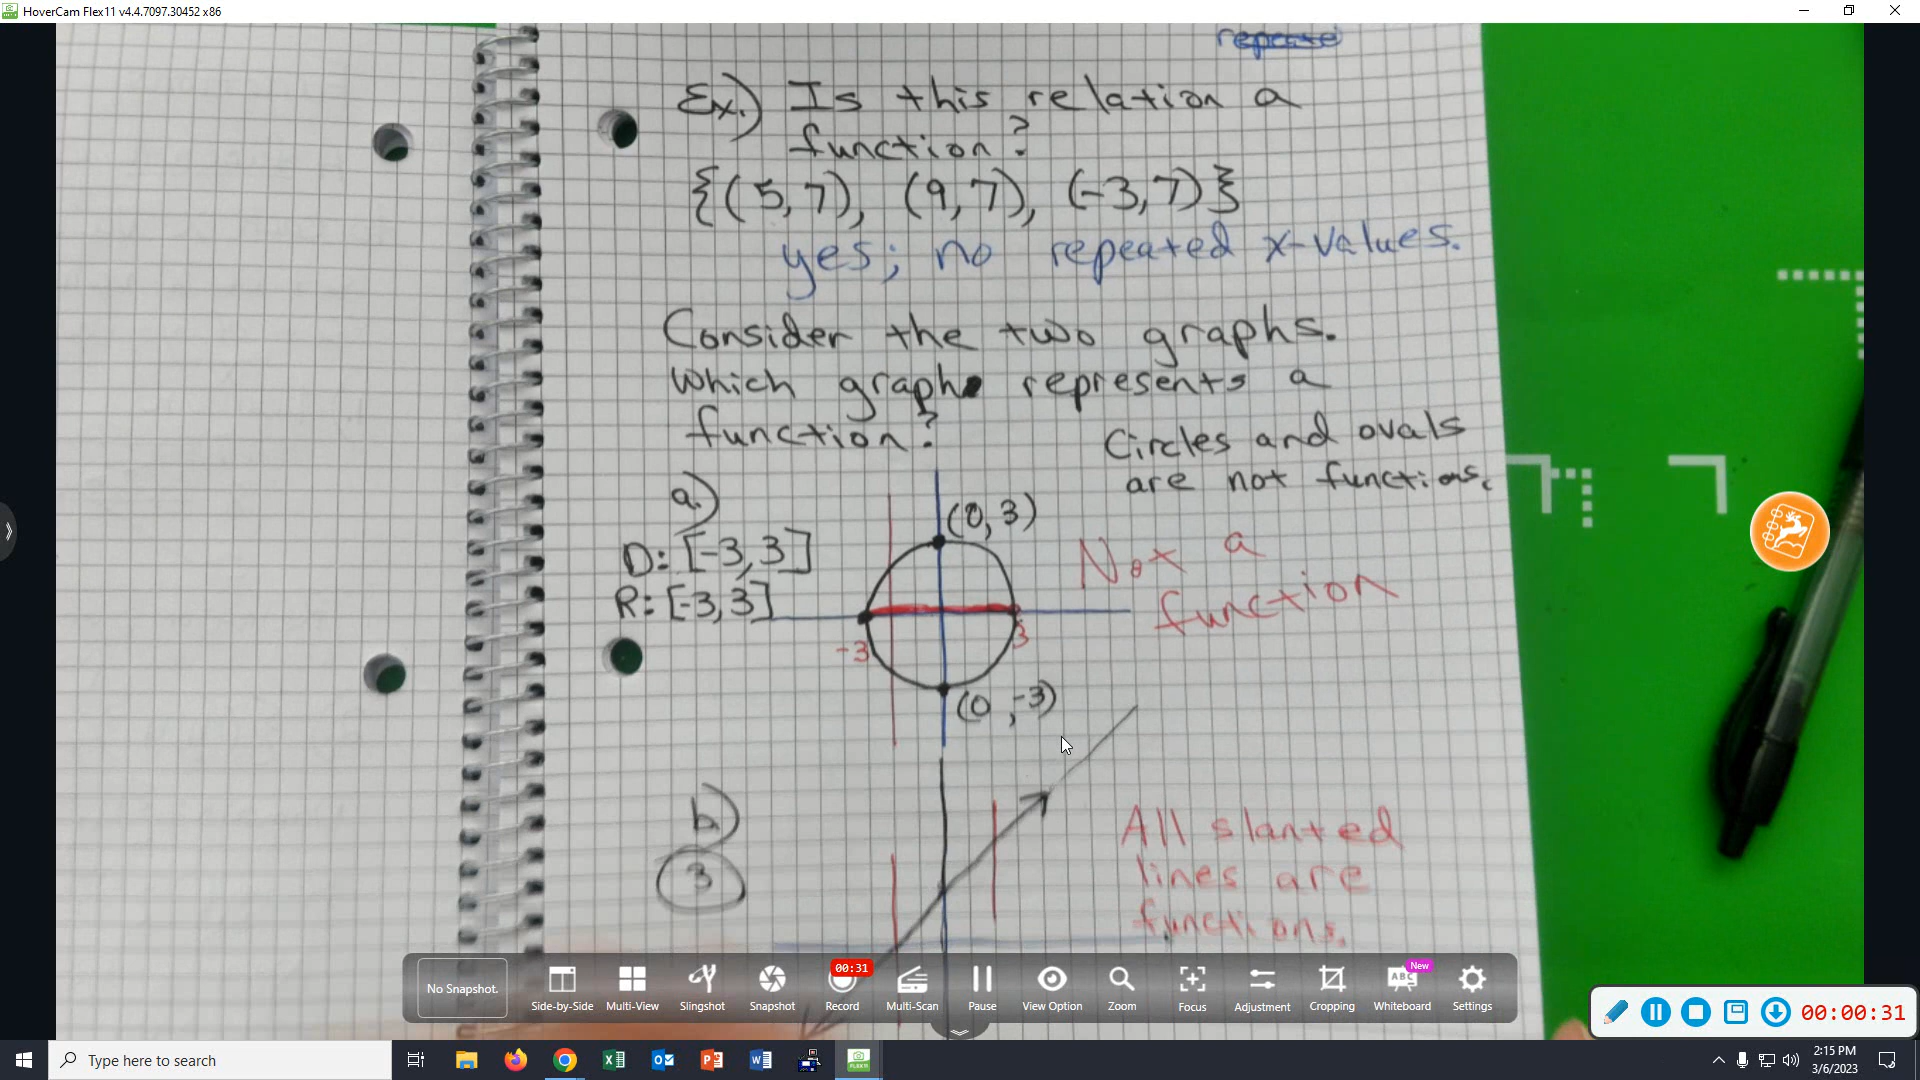 HoverCam Flex11 v4.4.7097.30452 x86
repeate
Ex.) Is this relation a
function?
{(5,7), (9,7), (-3,7)}
yes; no repeated x-values.
Consider the two graphs.
Which graph represents a
function?
Circles and ovals
are not functions.
a.)
(0,3)
D: [-3,3]
R: [-3,3]
Not a
function
-3
3
(0,-3)
b)
3
All slanted
lines are
functions.
No Snapshot.
Side-by-Side
Multi-View
Slingshot
Snapshot
00:31
Record
Multi-Scan
Pause
View Option
Zoom
Focus
Adjustment
Cropping
New
ABC
Whiteboard
Settings
00:00:31
Type here to search
2:15 PM
3/6/2023